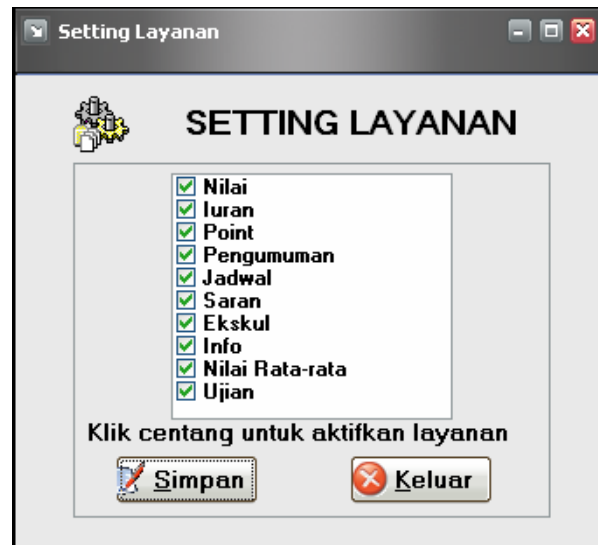 Setting Layanan
SETTING LAYANAN
Nilai
Iuran
Point
Pengumuman
Jadwal
Saran
Ekskul
Info
Nilai Rata-rata
Ujian
Klik centang untuk aktifkan layanan
Simpan
Keluar